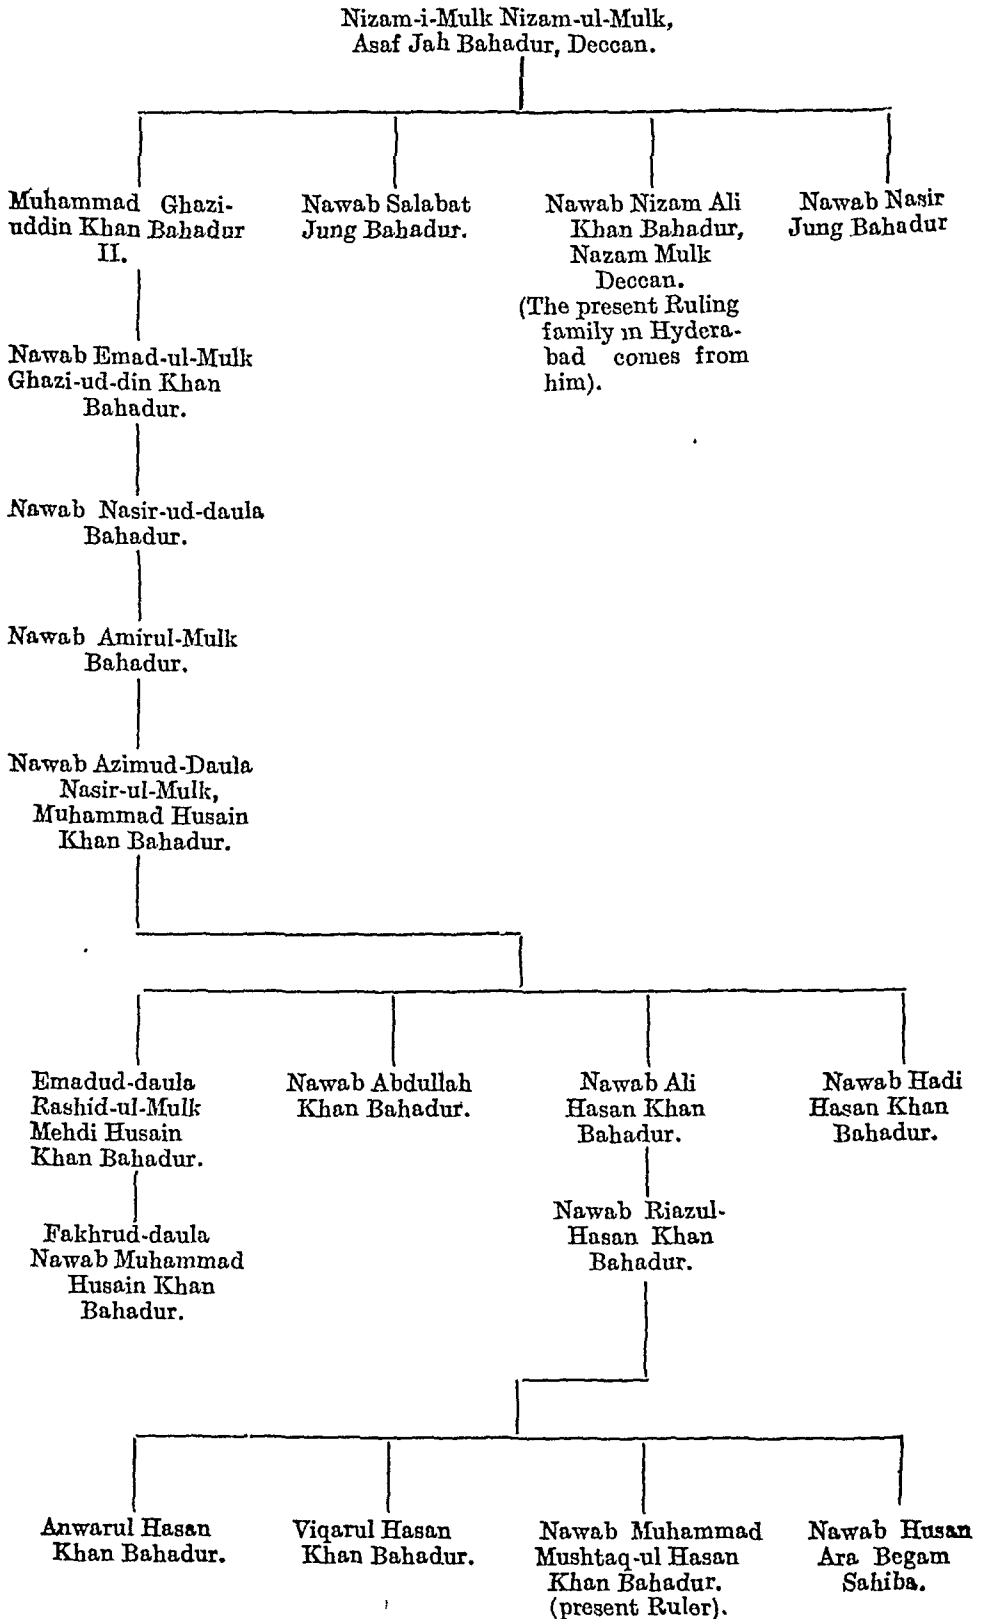 Nizam-i-Mulk Nizam-ul-Mulk,
Asaf Jah Bahadur, Deccan.
Muhammad Ghazi-
uddin Khan Bahadur
II.
Nawab Salabat
Jung Bahadur.
Nawab Nizam Ali
Khan Bahadur,
Nazam Mulk
Deccan.
(The present Ruling
family in Hydera-
bad comes from
him).
Nawab Nasir
Jung Bahadur
Nawab Emad-ul-Mulk
Ghazi-ud-din Khan
Bahadur.
Nawab Nasir-ud-daula
Bahadur.
Nawab Amirul-Mulk
Bahadur.
Nawab Azimud-Daula
Nasir-ul-Mulk,
Muhammad Husain
Khan Bahadur.
Emadud-daula
Rashid-ul-Mulk
Mehdi Husain
Khan Bahadur.
Nawab Abdullah
Khan Bahadur.
Nawab Ali
Hasan Khan
Bahadur.
Nawab Hadi
Hasan Khan
Bahadur.
Fakhrud-daula
Nawab Muhammad
Husain Khan
Bahadur.
Nawab Riazul-
Hasan Khan
Bahadur.
Anwarul Hasan
Khan Bahadur.
Viqarul Hasan
Khan Bahadur.
Nawab Muhammad
Mushtaq-ul Hasan
Khan Bahadur.
(present Ruler).
Nawab Husan
Ara Begam
Sahiba.